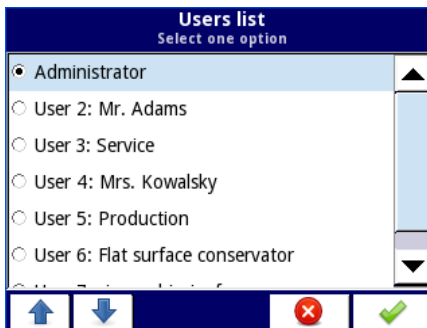 Users list
Select one option
Administrator
User 2: Mr. Adams
User 3: Service
User 4: Mrs. Kowalsky
User 5: Production
User 6: Flat surface conservator